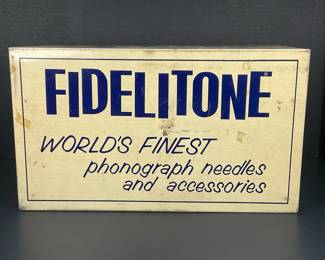 FIDELITONE®
WORLD'S FINEST
phonograph needles
and accessories